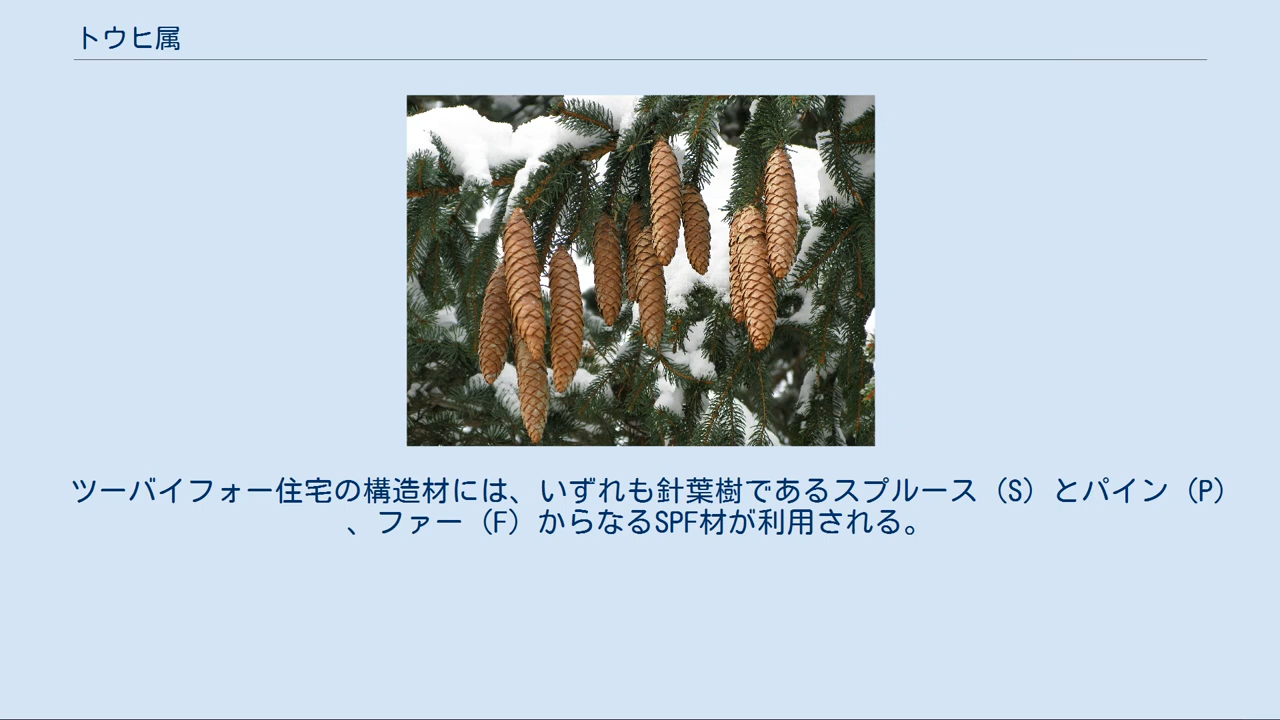 トウヒ属
ツーバイフォー住宅の構造材には、いずれも針葉樹であるスプルース（S）とパイン（P）
、ファー（F）からなるSPF材が利用される。